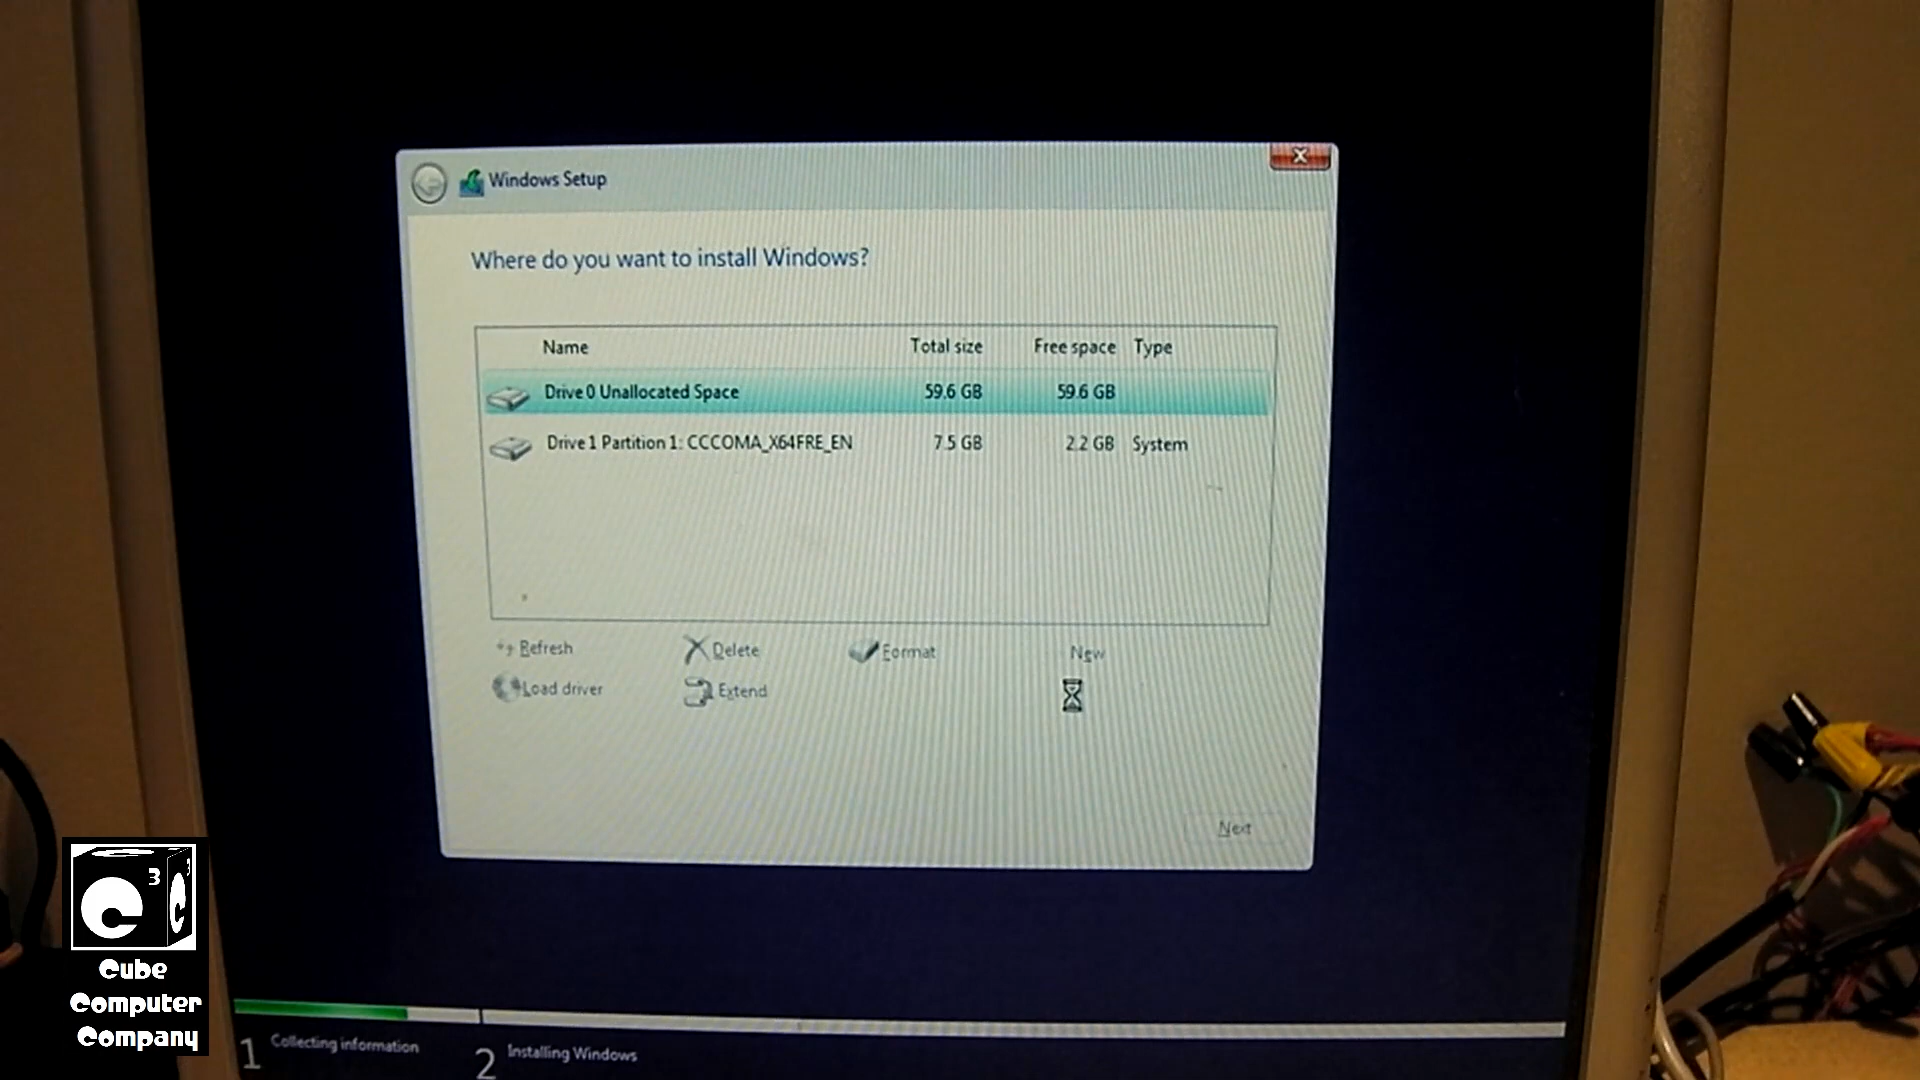 Windows Setup
Where do you want to install Windows?
Name Total size Free space Type
Drive 0 Unallocated Space 59.6 GB 59.6 GB
Drive 1 Partition 1: CCCOMA_X64FRE_EN 7.5 GB 2.2 GB System
Refresh Delete Format New
Load driver Extend
Next
C 3 C 3
Cube
Computer
Company
1 Collecting information 2 Installing Windows